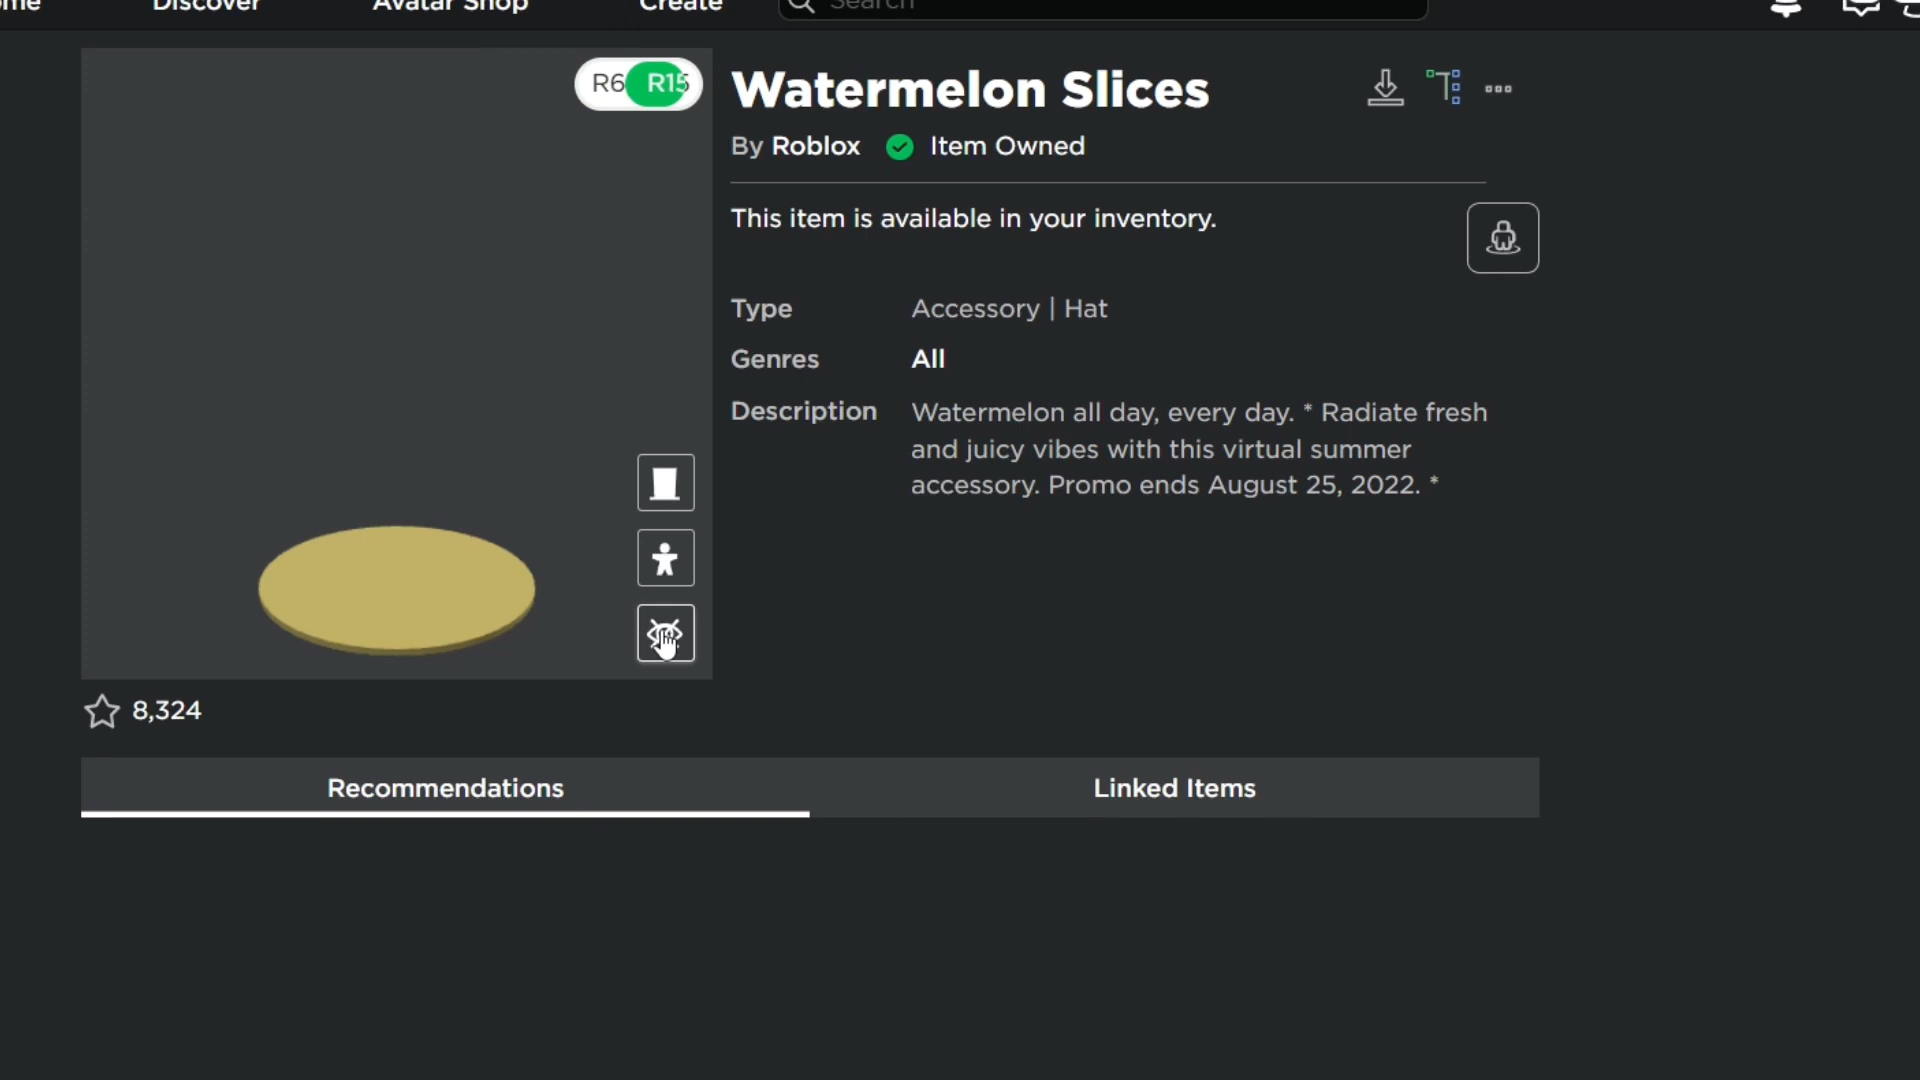 Discover
Avatar Shop
Create
Search
R6 R15
Watermelon Slices
By Roblox Item Owned
This item is available in your inventory.
Type Accessory | Hat
Genres All
Description Watermelon all day, every day. * Radiate fresh
and juicy vibes with this virtual summer
accessory. Promo ends August 25, 2022. *
8,324
Recommendations
Linked Items